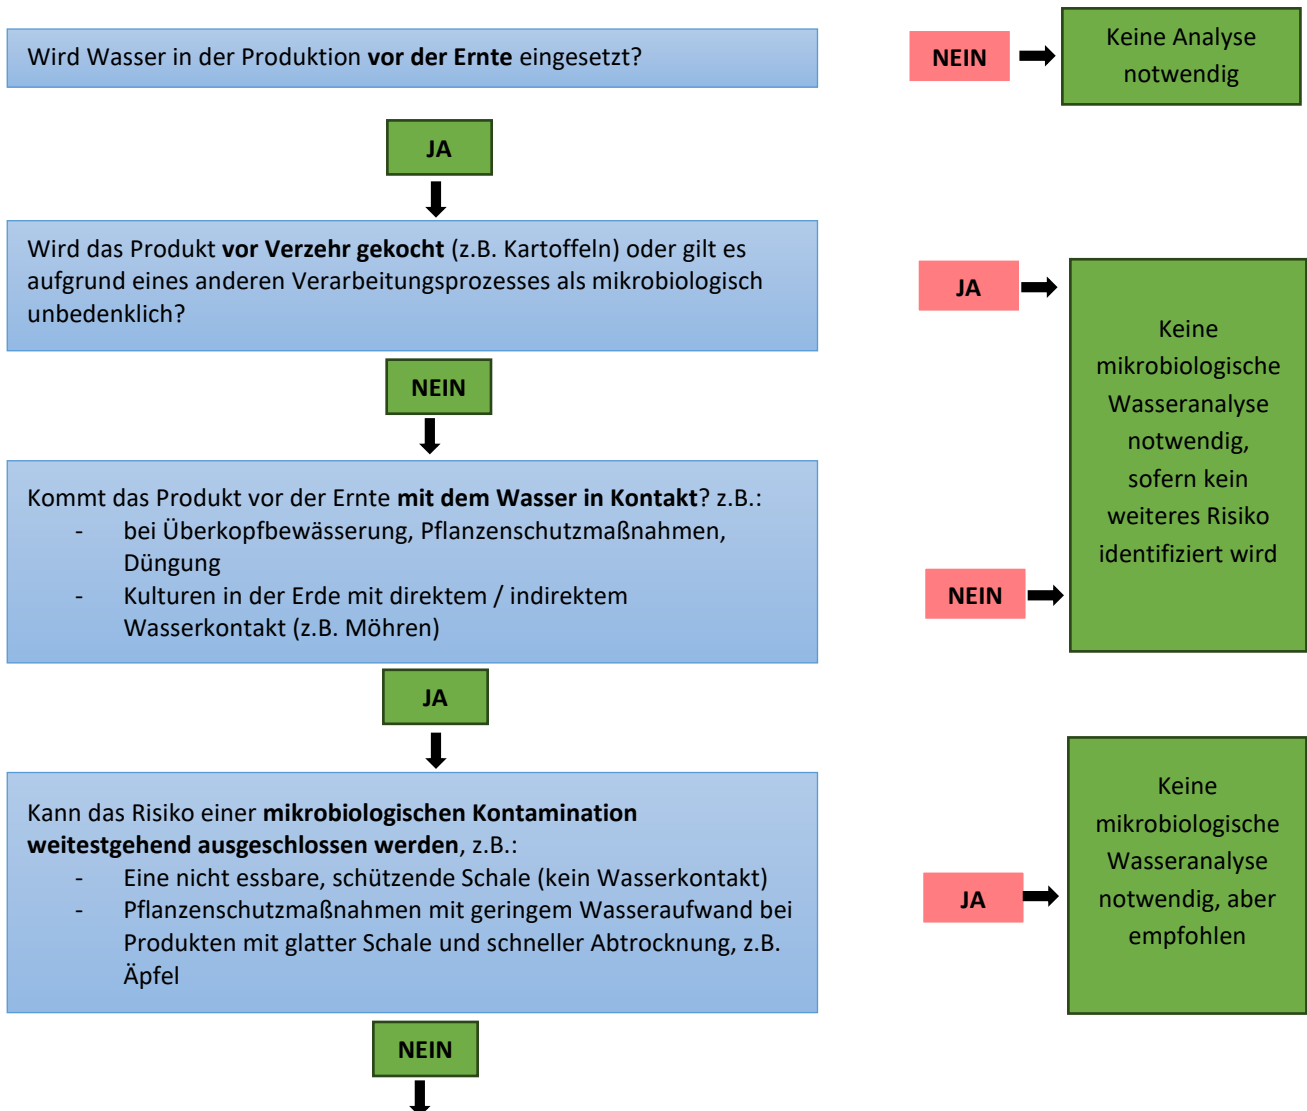 Wird Wasser in der Produktion vor der Ernte eingesetzt?
NEIN
Keine Analyse
notwendig
JA
Wird das Produkt vor Verzehr gekocht (z.B. Kartoffeln) oder gilt es
aufgrund eines anderen Verarbeitungsprozesses als mikrobiologisch
unbedenklich?
JA
Keine
mikrobiologische
Wasseranalyse
notwendig,
sofern kein
weiteres Risiko
identifiziert wird
NEIN
Kommt das Produkt vor der Ernte mit dem Wasser in Kontakt? z.B.:
- bei Überkopfbewässerung, Pflanzenschutzmaßnahmen,
Düngung
- Kulturen in der Erde mit direktem / indirektem
Wasserkontakt (z.B. Möhren)
NEIN
JA
Kann das Risiko einer mikrobiologischen Kontamination
weitestgehend ausgeschlossen werden, z.B.:
- Eine nicht essbare, schützende Schale (kein Wasserkontakt)
- Pflanzenschutzmaßnahmen mit geringem Wasseraufwand bei
Produkten mit glatter Schale und schneller Abtrocknung, z.B.
Äpfel
JA
Keine
mikrobiologische
Wasseranalyse
notwendig, aber
empfohlen
NEIN